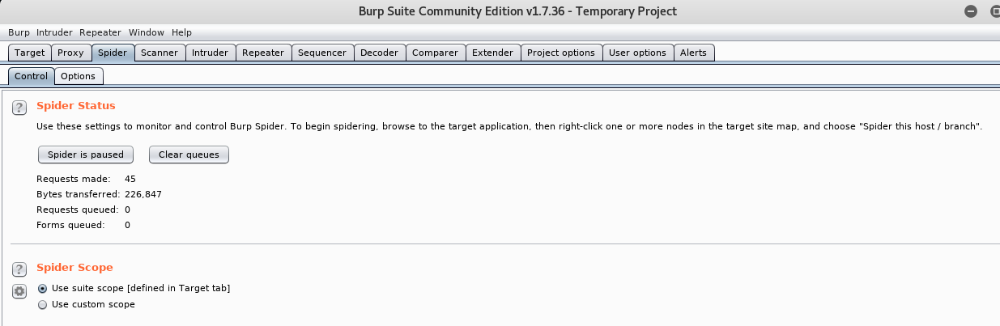 Burp Suite Community Edition v1.7.36 - Temporary Project
Burp Intruder Repeater Window Help
Target Proxy Spider Scanner Intruder Repeater Sequencer Decoder Comparer Extender Project options User options Alerts
Control Options
? Spider Status
Use these settings to monitor and control Burp Spider. To begin spidering, browse to the target application, then right-click one or more nodes in the target site map, and choose "Spider this host / branch".
Spider is paused Clear queues
Requests made: 45
Bytes transferred: 226,847
Requests queued: 0
Forms queued: 0
? Spider Scope
Use suite scope [defined in Target tab]
Use custom scope